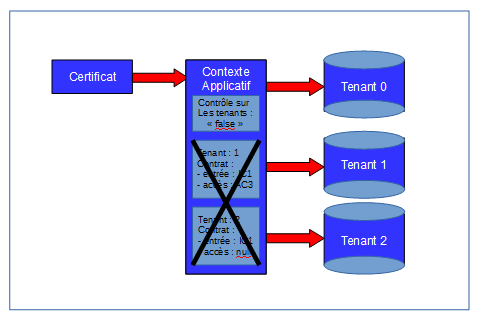 Certificat
Contexte
Applicatif
Contrôle sur
Les tenants :
« false »
Tenant : 1
Contrat :
- entrée : IC1
- accès : AC3
Tenant : 2
Contrat :
- entrée : IC1
- accès : null
Tenant 0
Tenant 1
Tenant 2